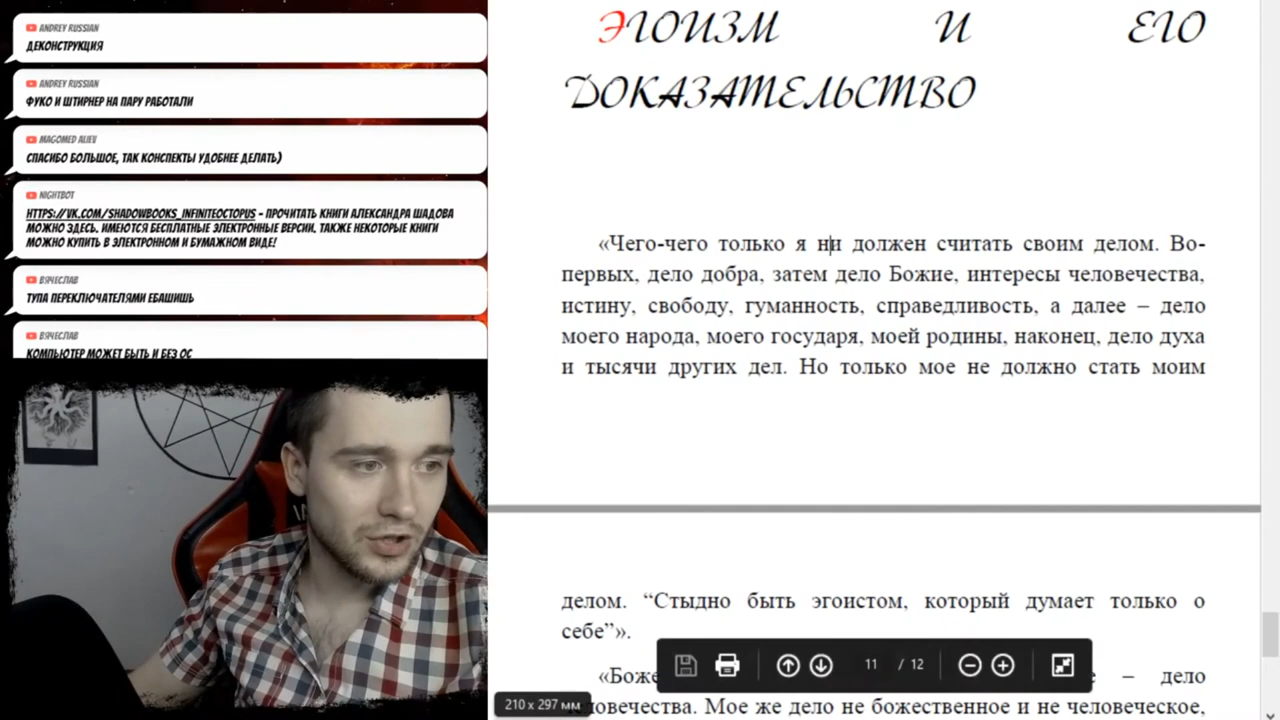 ANDREY RUSSIAN
ДЕКОНСТРУКЦИЯ
ANDREY RUSSIAN
ФУКО И ШТИРНЕР НА ПАРУ РАБОТАЛИ
MAGOMED ALIEV
СПАСИБО БОЛЬШОЕ, ТАК КОНСПЕКТЫ УДОБНЕЕ ДЕЛАТЬ)
NIGHTBOT
HTTPS://VK.COM/SHADOWBOOKS_INFINITEOCTOPUS - ПРОЧИТАТЬ КНИГИ АЛЕКСАНДРА ШАДОВА
МОЖНО ЗДЕСЬ. ИМЕЮТСЯ БЕСПЛАТНЫЕ ЭЛЕКТРОННЫЕ ВЕРСИИ. ТАКЖЕ НЕКОТОРЫЕ КНИГИ
МОЖНО КУПИТЬ В ЭЛЕКТРОННОМ И БУМАЖНОМ ВИДЕ!
ВЯЧЕСЛАВ
ТУПА ПЕРЕКЛЮЧАТЕЛЯМИ ЕБАШИШЬ
ВЯЧЕСЛАВ
КОМПЬЮТЕР МОЖЕТ БЫТЬ И БЕЗ ОС
ЭГОИЗМ И ЕГО
ДОКАЗАТЕЛЬСТВО
«Чего-чего только я ни должен считать своим делом. Во-
первых, дело добра, затем дело Божие, интересы человечества,
истину, свободу, гуманность, справедливость, а далее – дело
моего народа, моего государя, моей родины, наконец, дело духа
и тысячи других дел. Но только мое не должно стать моим
делом. “Стыдно быть эгоистом, который думает только о
себе”».
«Боже – дело
человечества. Мое же дело не божественное и не человеческое,
11 / 12
210 x 297 мм